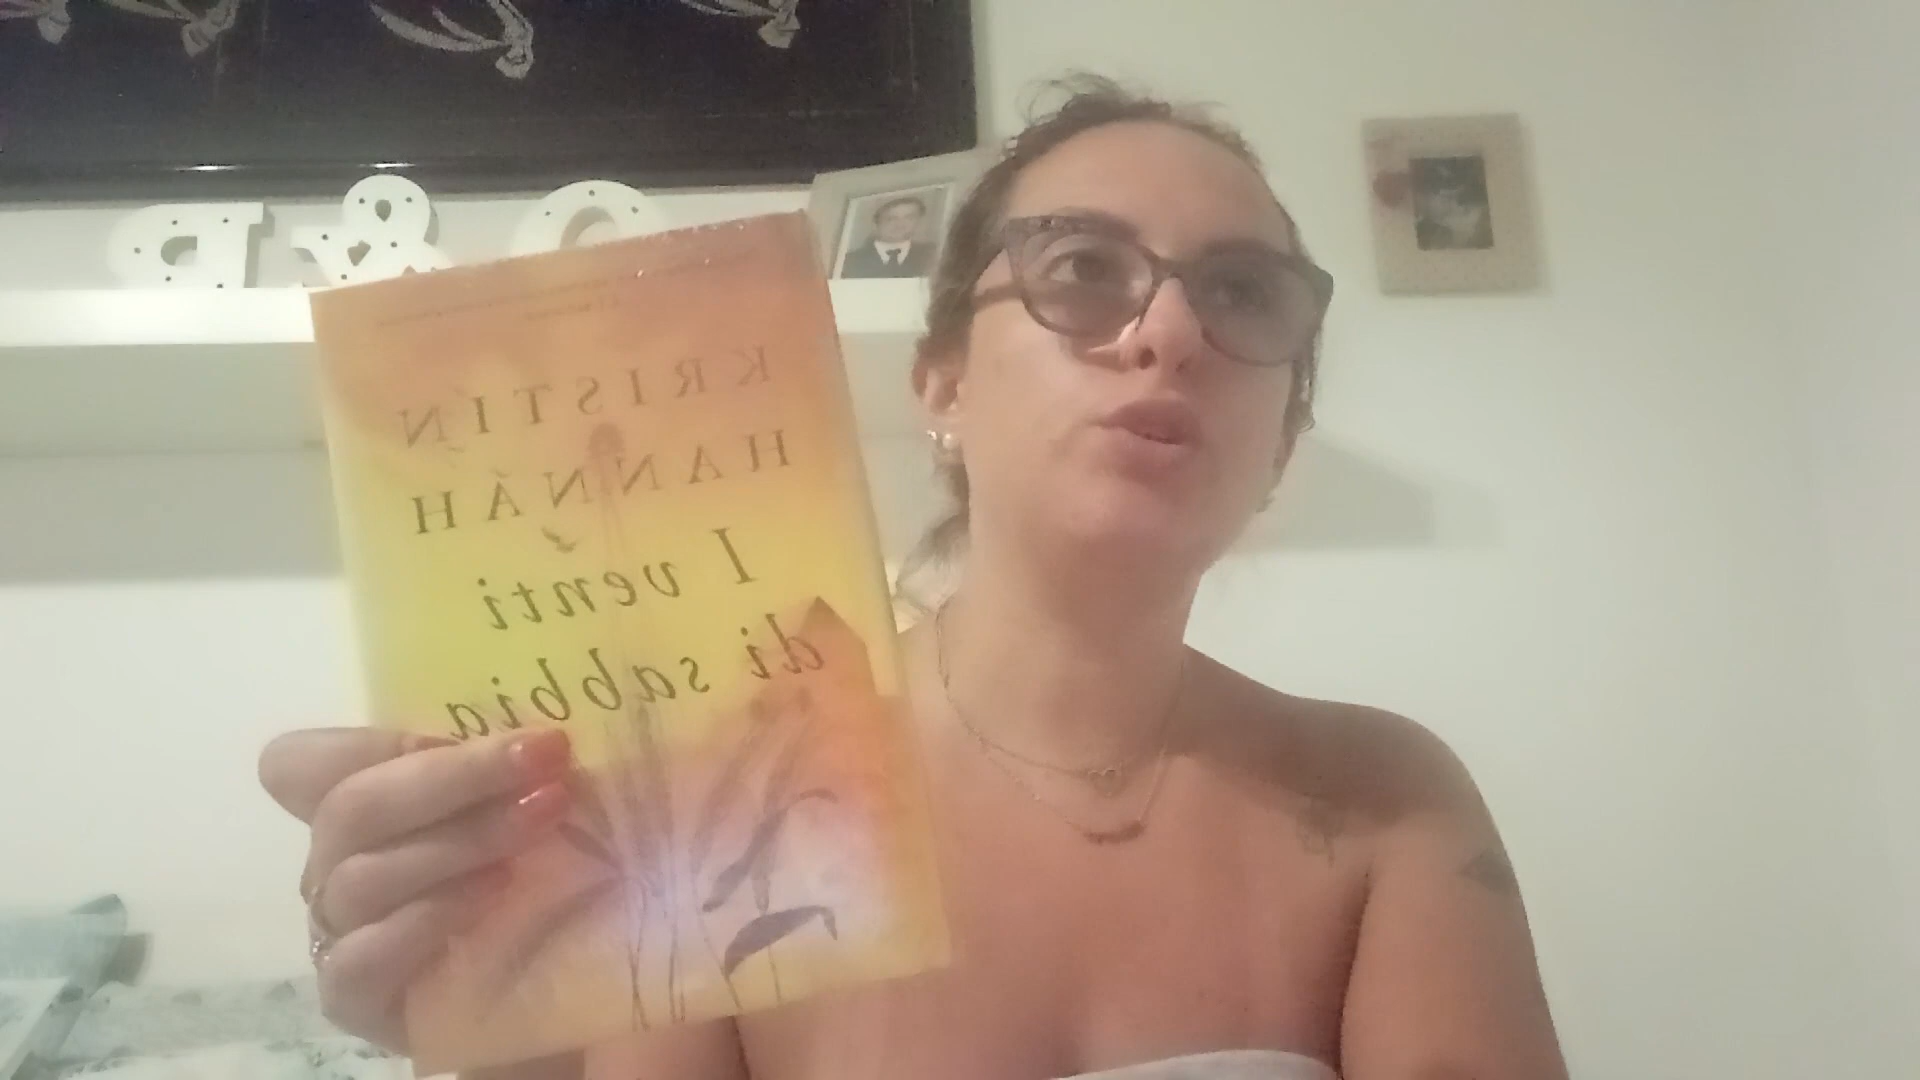 P & O
KRISTIN
HANNAH
I venti
di sabbia